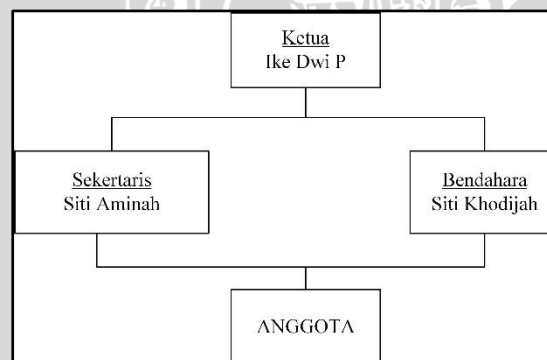 Ketua
Ike Dwi P
Sekertaris
Siti Aminah
Bendahara
Siti Khodijah
ANGGOTA